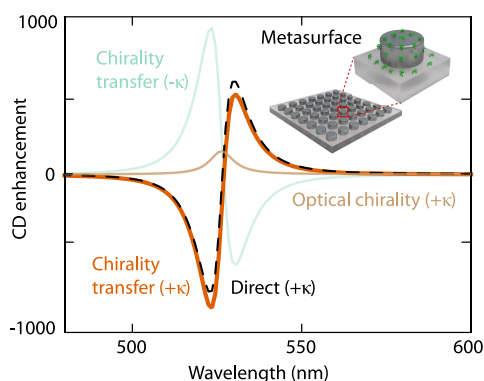 1000
Chirality
transfer (-κ)
Metasurface
CD enhancement
0
Optical chirality (+κ)
Chirality
transfer (+κ)
Direct (+κ)
-1000
500
550
600
Wavelength (nm)